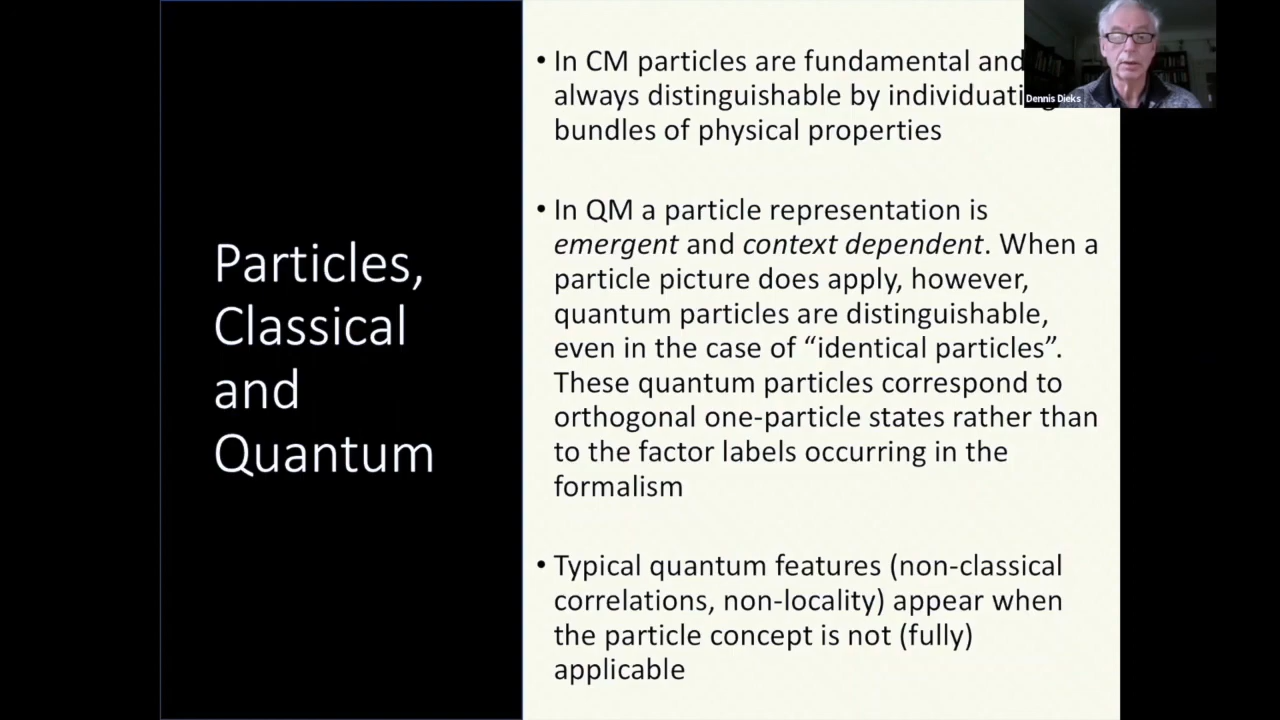 Particles,
Classical
and
Quantum
• In CM particles are fundamental and
always distinguishable by
bundles of physical properties
• In QM a particle representation is
emergent and context dependent. When a
particle picture does apply, however,
quantum particles are distinguishable,
even in the case of “identical particles”.
These quantum particles correspond to
orthogonal one-particle states rather than
to the factor labels occurring in the
formalism
• Typical quantum features (non-classical
correlations, non-locality) appear when
the particle concept is not (fully)
applicable
Dennis Dieks